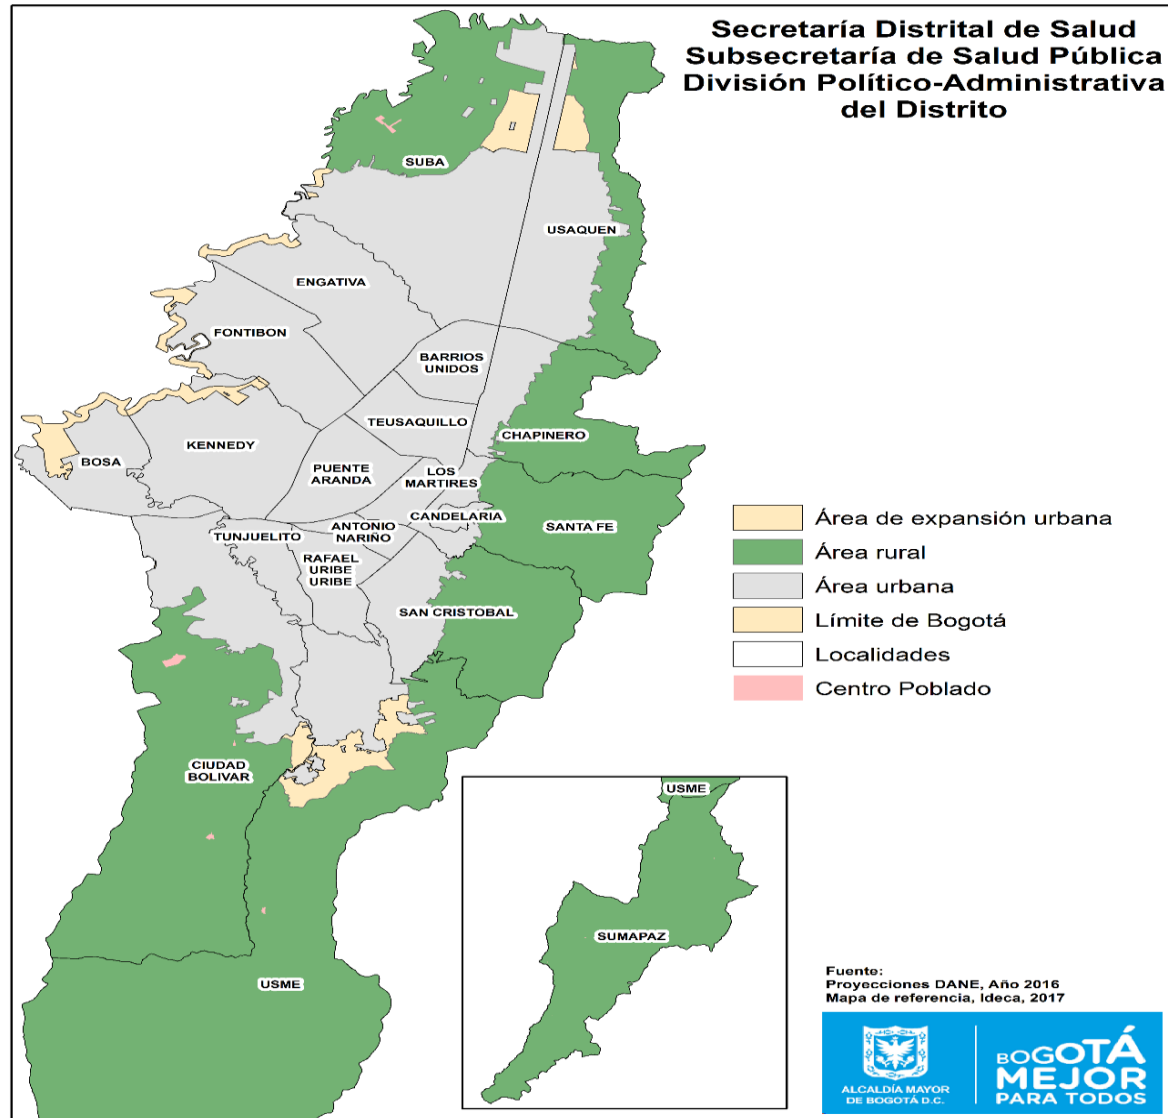 Secretaría Distrital de Salud
Subsecretaría de Salud Pública
División Político-Administrativa
del Distrito
SUBA
USAQUEN
ENGATIVA
FONTIBON
BARRIOS
UNIDOS
TEUSAQUILLO
CHAPINERO
KENNEDY
BOSA
PUENTE
ARANDA
LOS
MARTIRES
CANDELARIA
SANTA FE
TUNJUELITO
ANTONIO
NARIÑO
RAFAEL
URIBE
URIBE
SAN CRISTOBAL
CIUDAD
BOLIVAR
USME
USME
SUMAPAZ
Área de expansión urbana
Área rural
Área urbana
Límite de Bogotá
Localidades
Centro Poblado
Fuente:
Proyecciones DANE, Año 2016
Mapa de referencia, Ideca, 2017
ALCALDÍA MAYOR
DE BOGOTÁ D.C.
BOGOTÁ
MEJOR
PARA TODOS